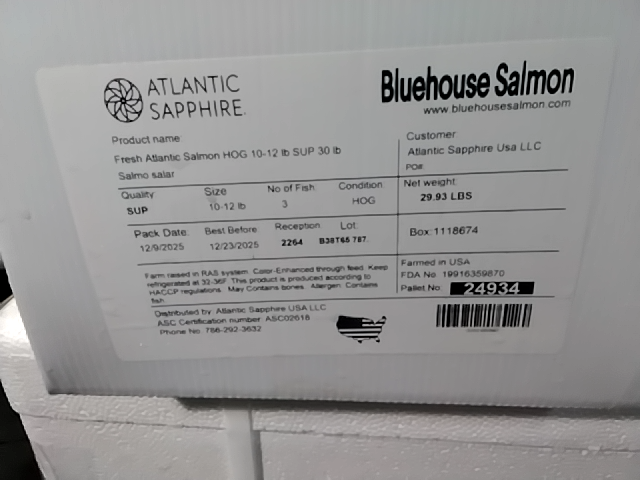 ATLANTIC
SAPPHIRE.
Bluehouse Salmon
www.bluehousesalmon.com
Product name:
Fresh Atlantic Salmon HOG 10-12 lb SUP 30 lb
Salmo salar
Customer:
Atlantic Sapphire Usa LLC
PO#:
Quality Size No of Fish: Condition
SUP 10-12 lb 3 HOG
Net weight:
29.93 LBS
Pack Date: Best Before Reception Lot:
12/9/2025 12/23/2025 2264 B38T65 787.
Box: 1118674
Farm raised in RAS system. Color-Enhanced through feed. Keep
refrigerated at 32-36F. This product is produced according to
HACCP regulations. May Contains bones. Allergen: Contains
fish.
Farmed in USA
FDA No: 19916359870
Pallet No: 24934
Distributed by: Atlantic Sapphire USA LLC
ASC Certification number: ASC02618
Phone No: 786-292-3632